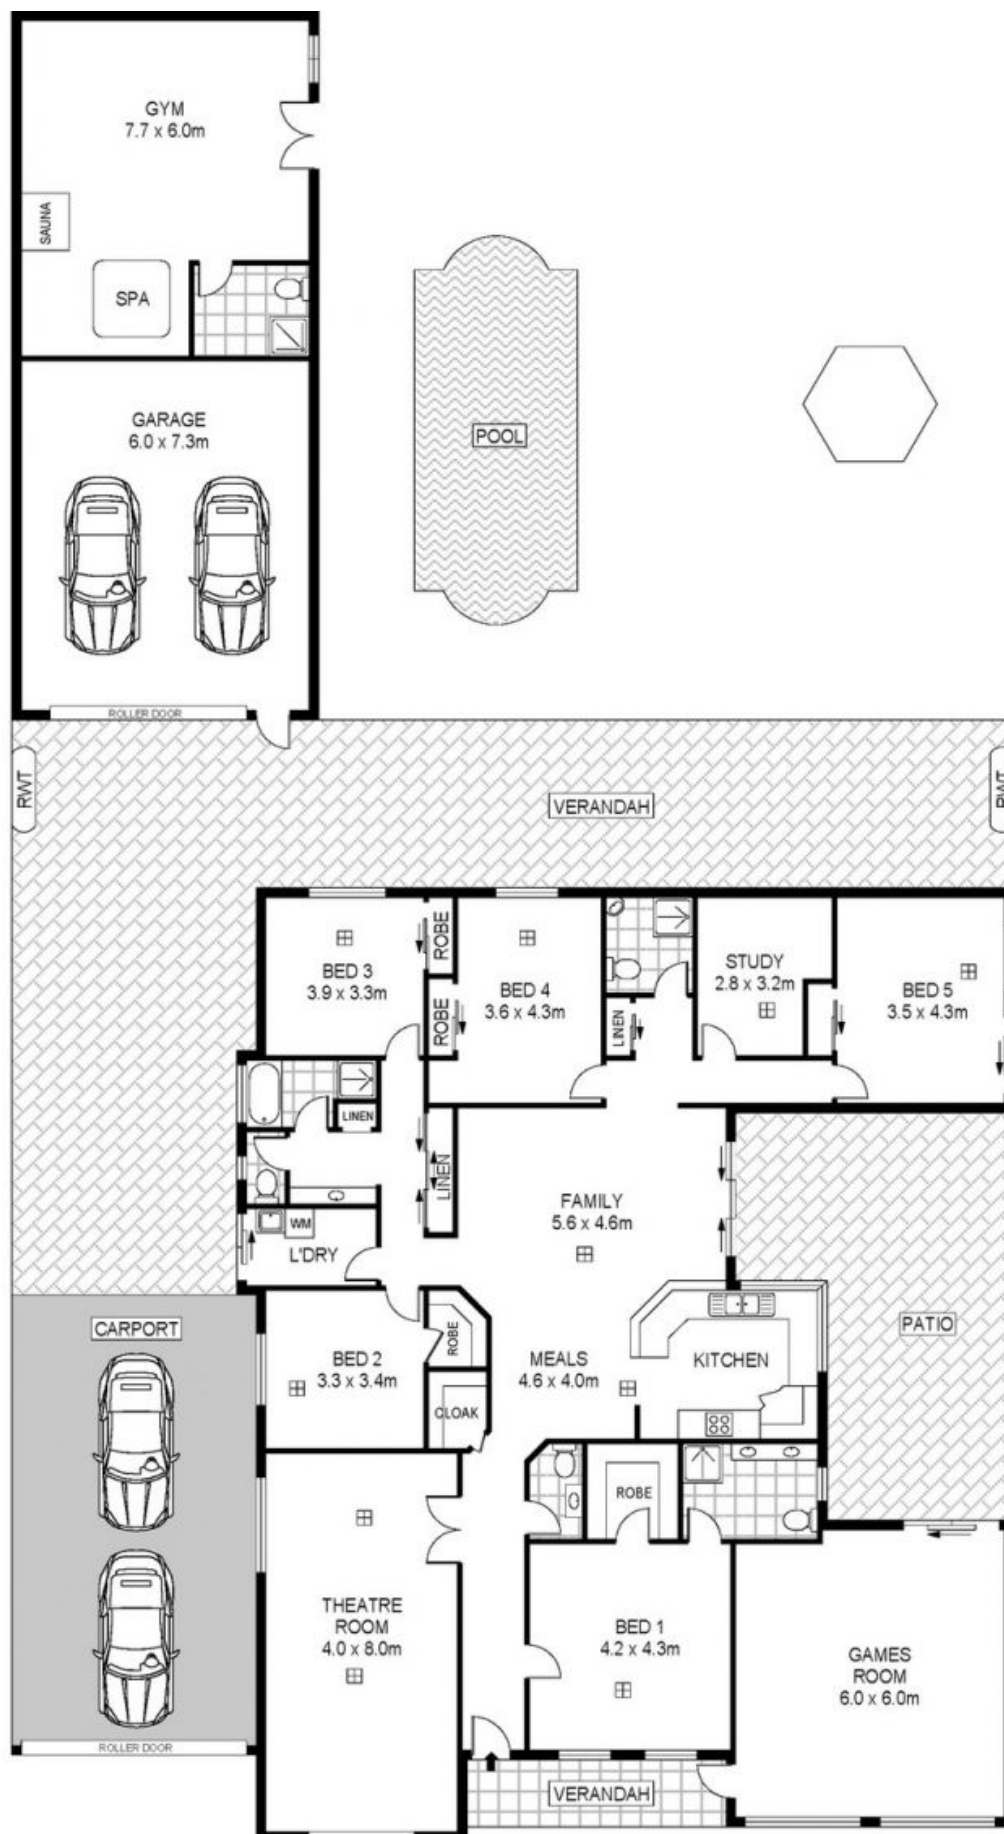 GYM
7.7 x 6.0m
SAUNA
SPA
GARAGE
6.0 x 7.3m
POOL
ROLLER DOOR
RWT
VERANDAH
RWT
BED 3
3.9 x 3.3m
ROBE
ROBE
BED 4
3.6 x 4.3m
LINEN
STUDY
2.8 x 3.2m
BED 5
3.5 x 4.3m
LINEN
LINEN
WM
L'DRY
FAMILY
5.6 x 4.6m
CARPORT
BED 2
3.3 x 3.4m
ROBE
CLOAK
MEALS
4.6 x 4.0m
KITCHEN
PATIO
ROBE
THEATRE
ROOM
4.0 x 8.0m
BED 1
4.2 x 4.3m
GAMES
ROOM
6.0 x 6.0m
ROLLER DOOR
VERANDAH